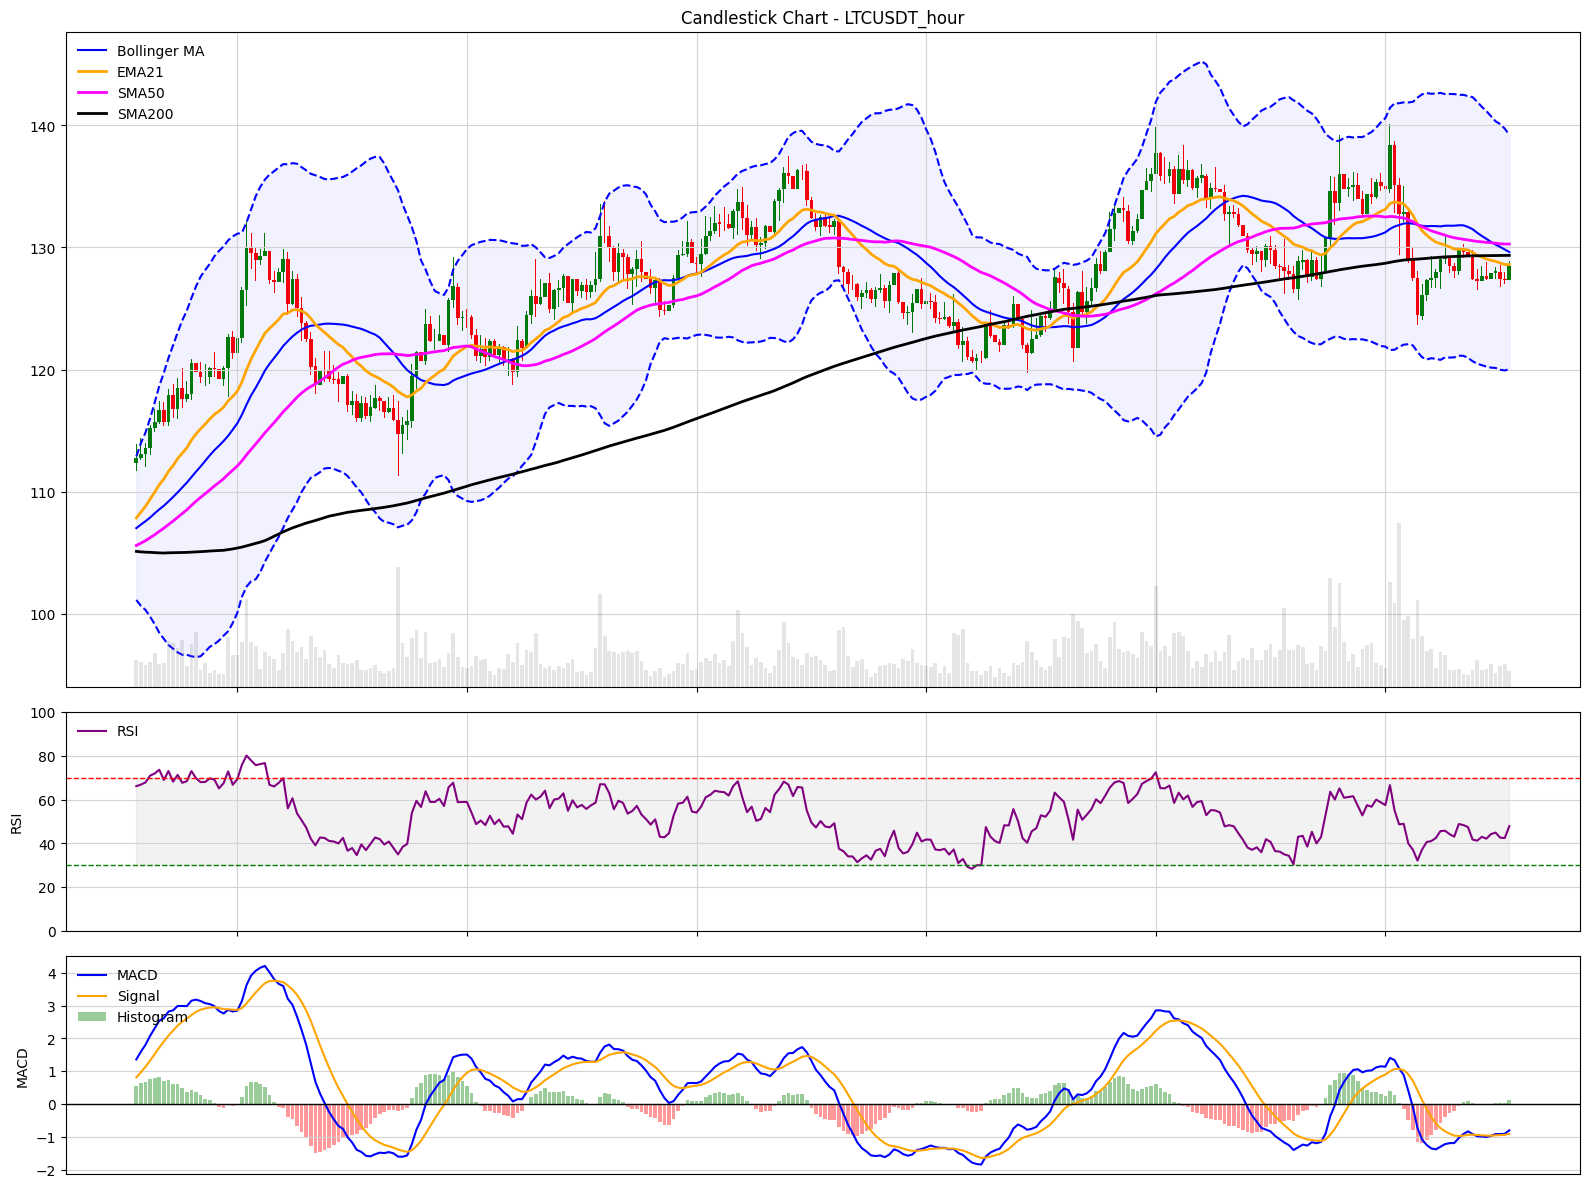 Candlestick Chart - LTCUSDT_hour
Bollinger MA
EMA21
SMA50
SMA200
140
130
120
110
100
100
80
60
40
20
0
RSI
RSI
4
3
2
1
0
−1
−2
MACD
MACD
Signal
Histogram